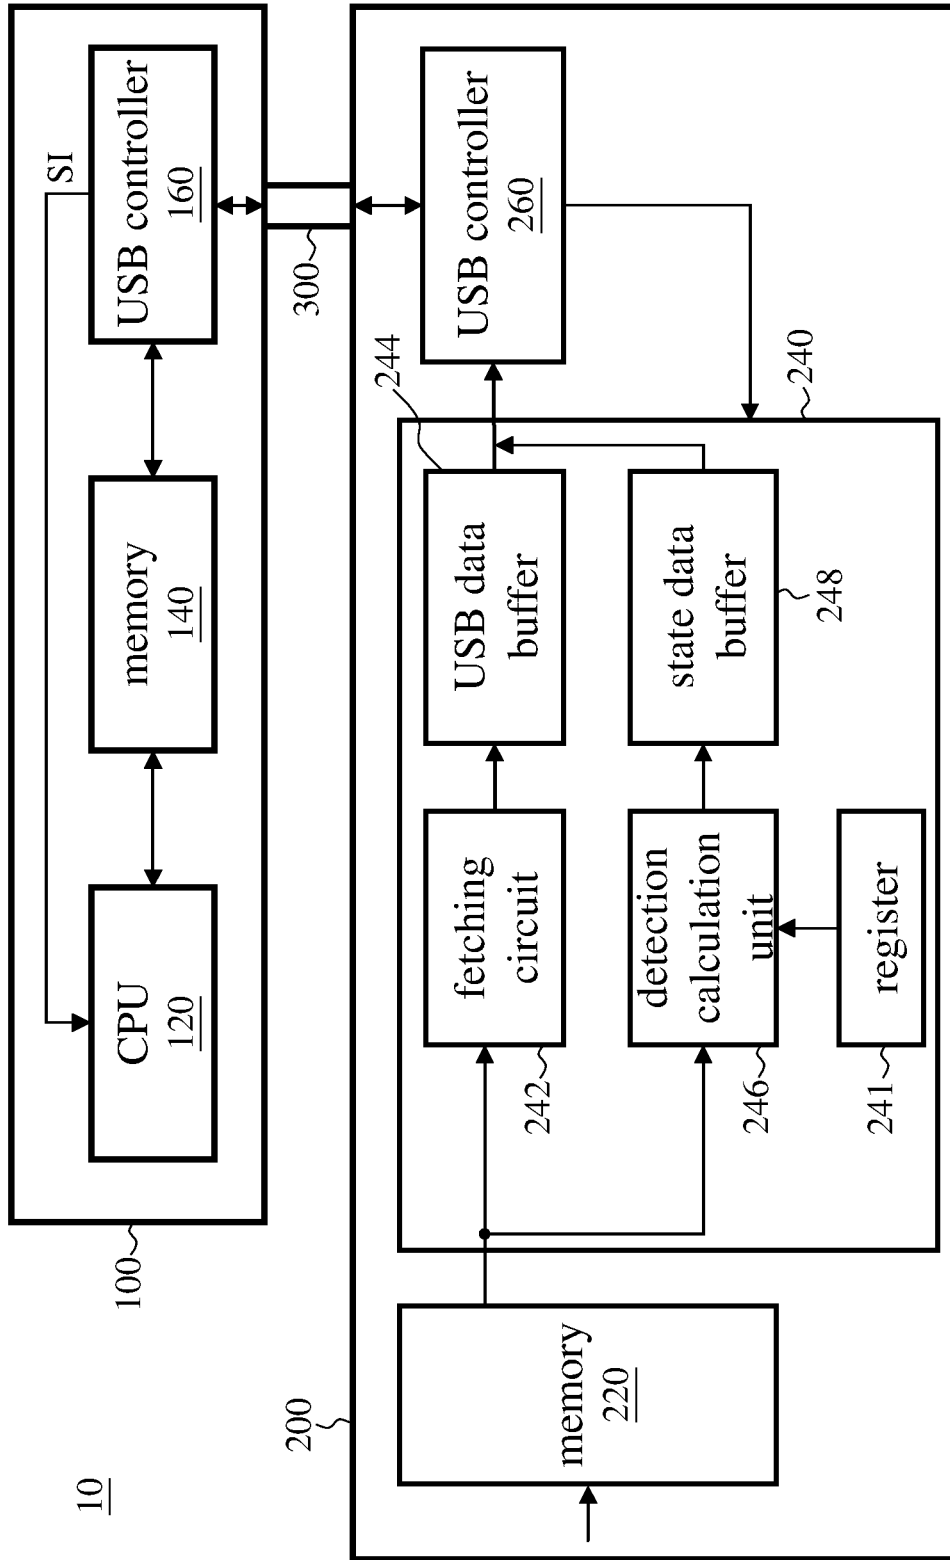 10
100
CPU
120
memory
140
USB controller
160
SI
300
200
memory
220
fetching
circuit
242
USB data
buffer
244
USB controller
260
detection
calculation
unit
246
state data
buffer
248
register
241
240